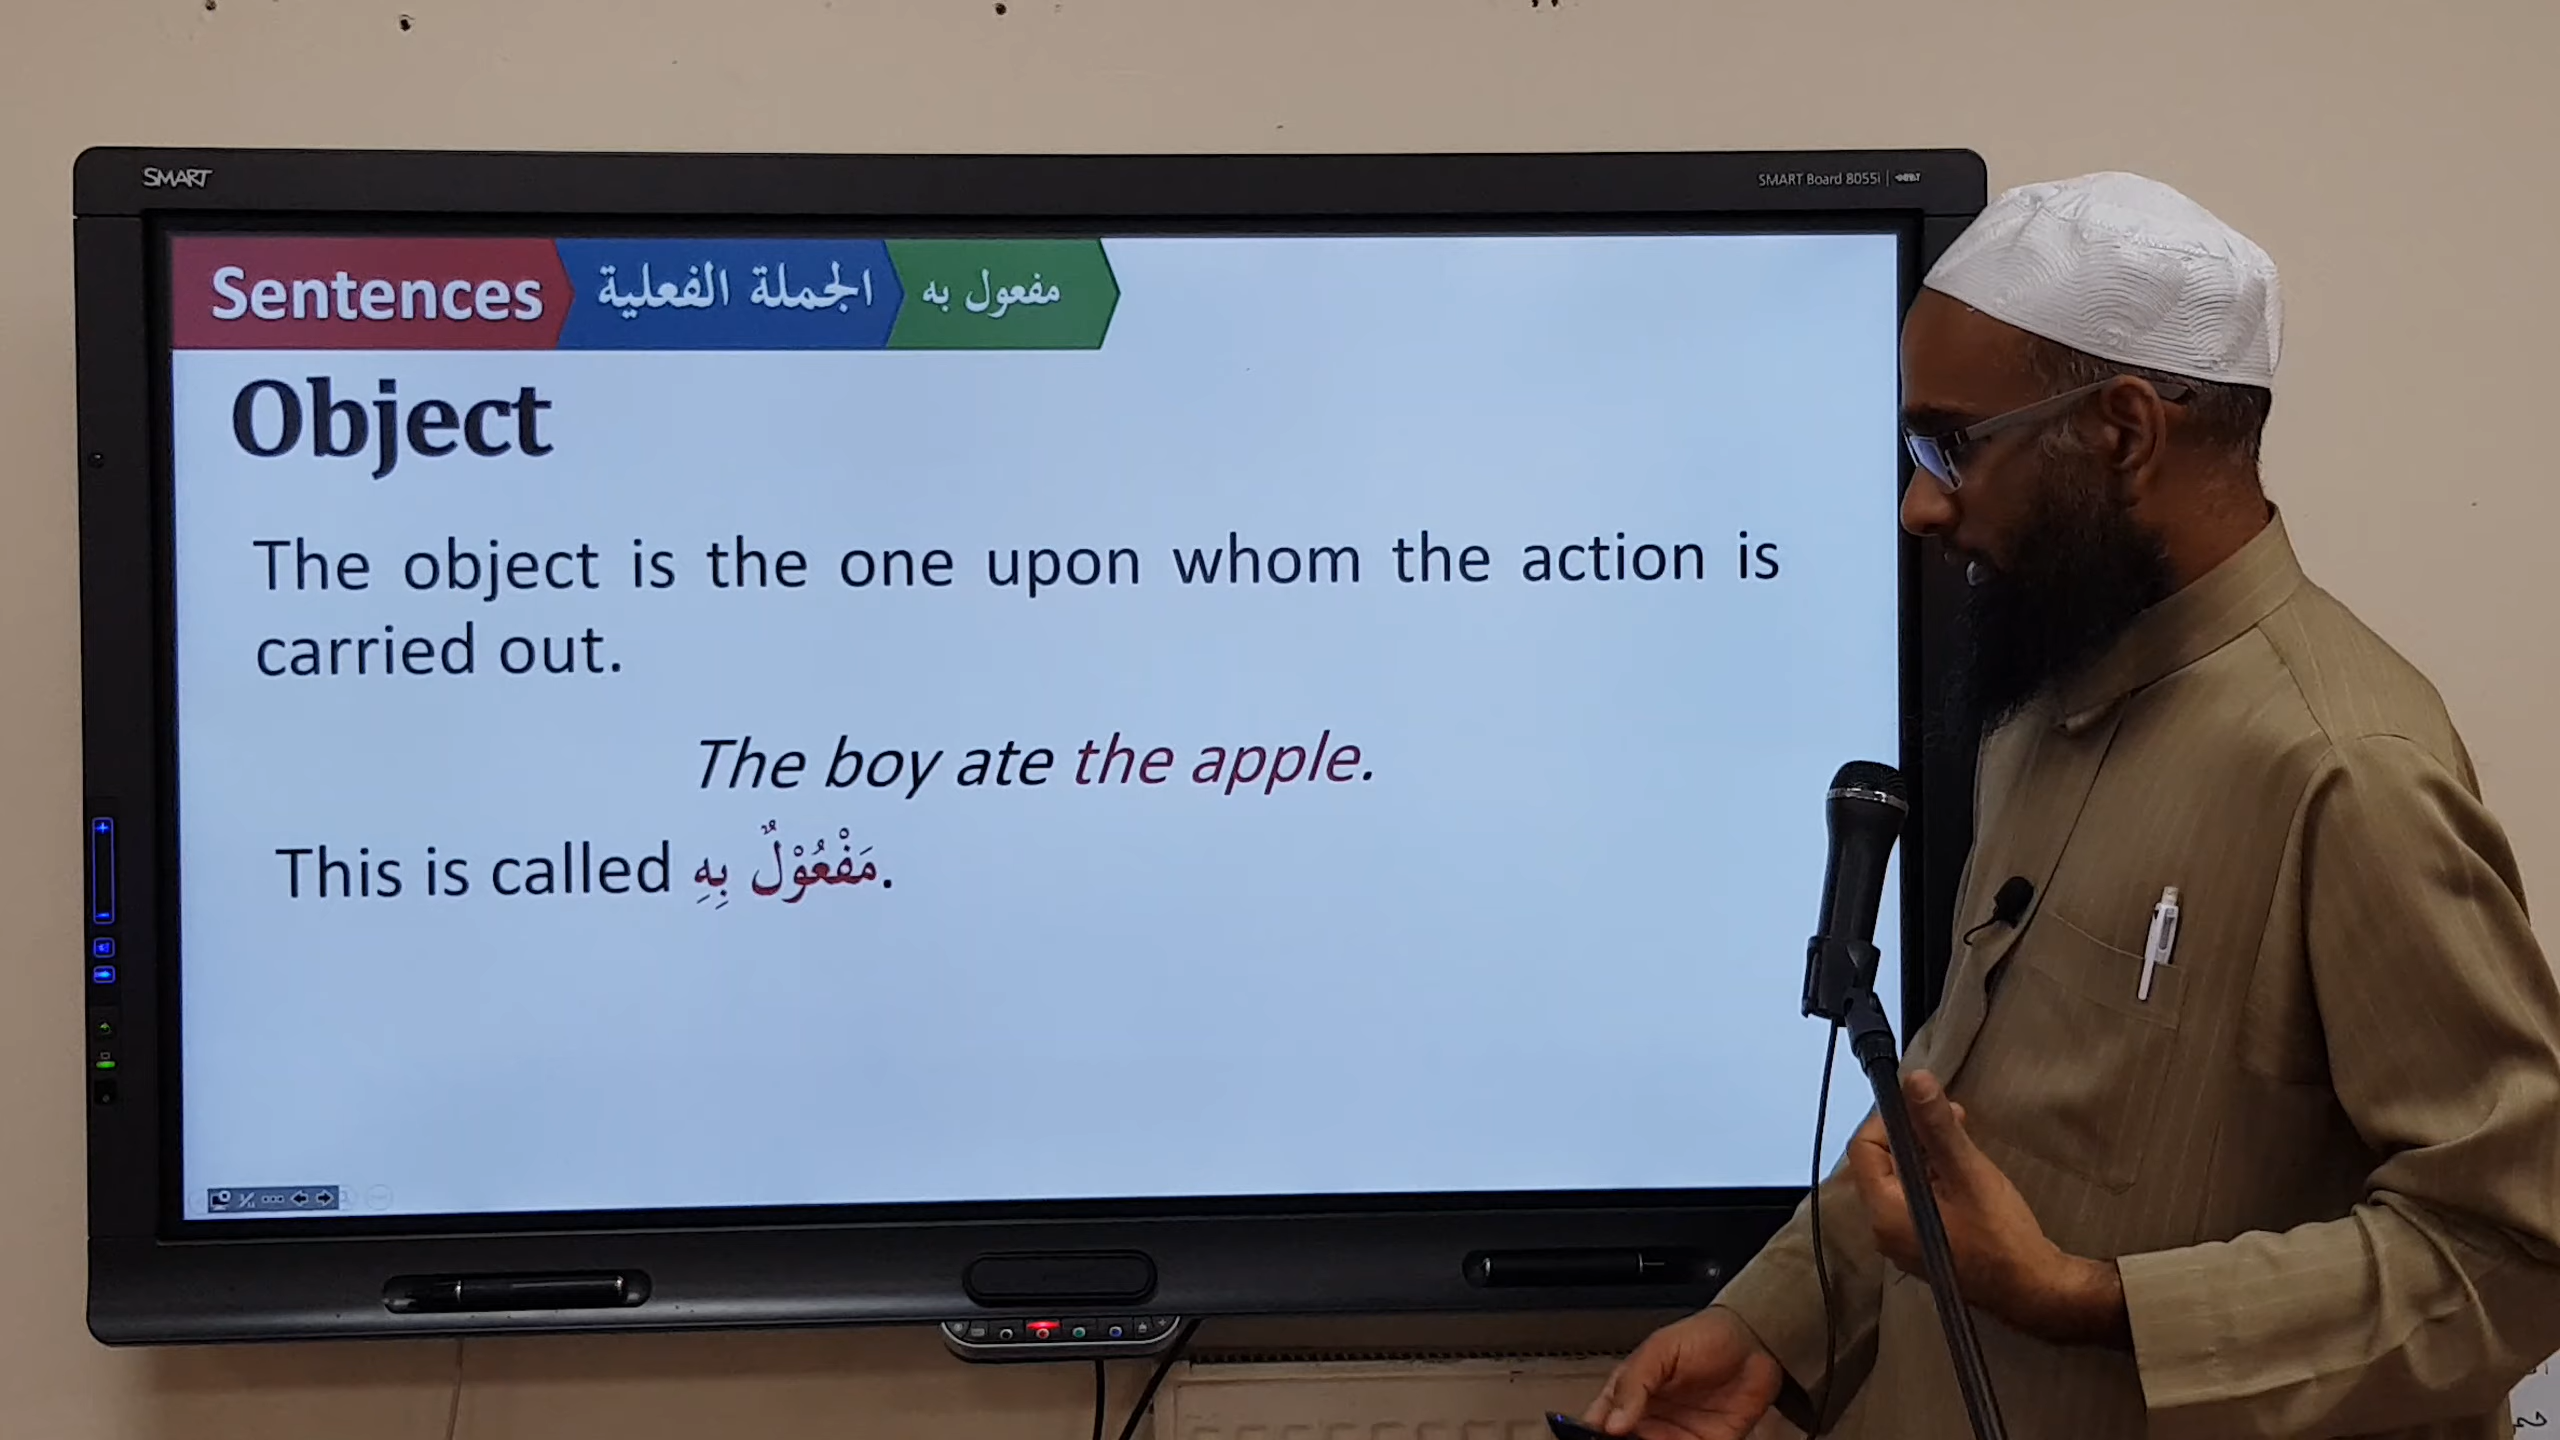 SMART
SMART Board 8055i
Sentences
الجملة الفعلية
مفعول به
Object
The object is the one upon whom the action is
carried out.
The boy ate the apple.
This is called مَفْعُوْلٌ بِهِ.